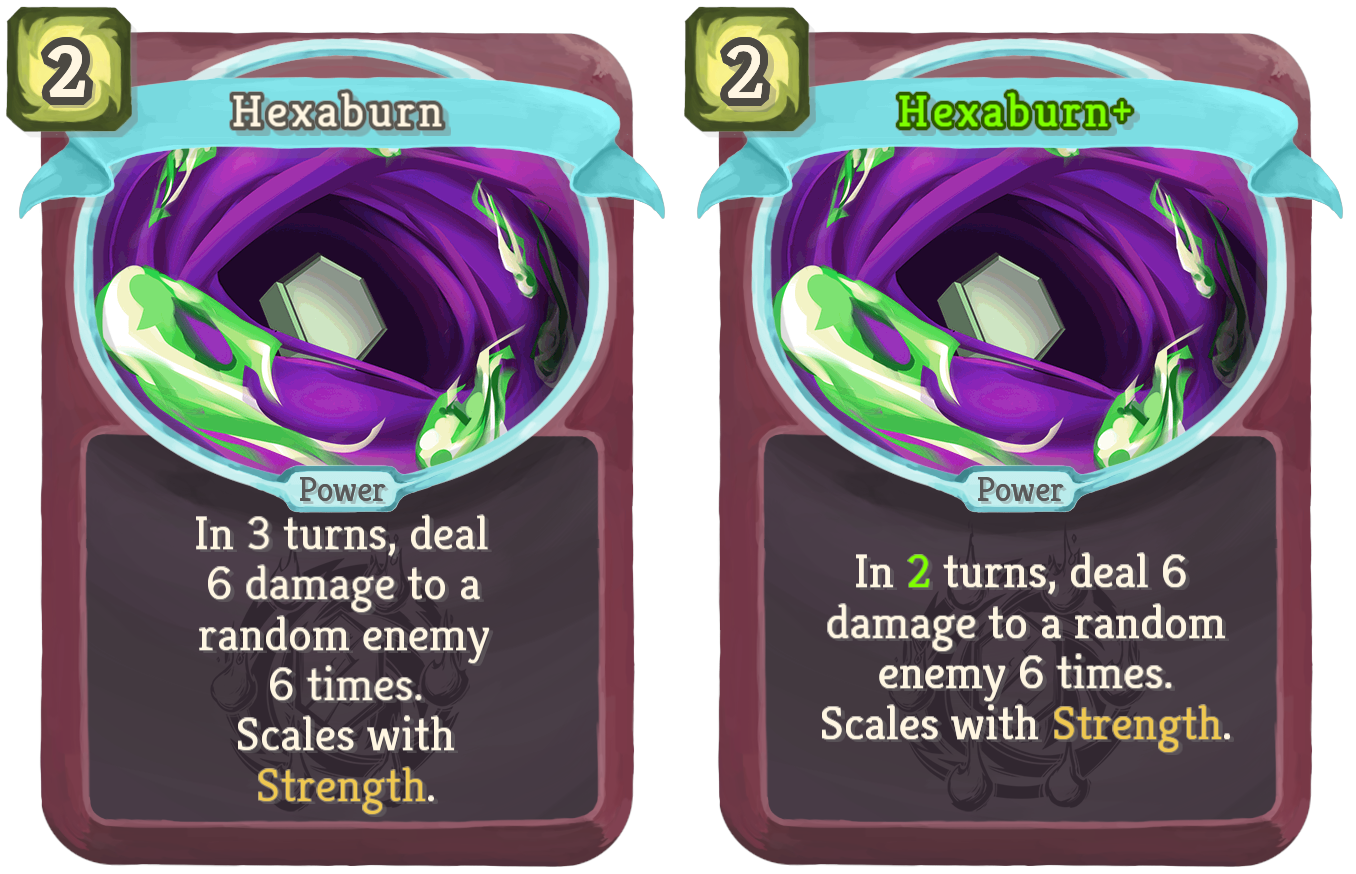 2
Hexaburn
Power
In 3 turns, deal
6 damage to a
random enemy
6 times.
Scales with
Strength.
2
Hexaburn+
Power
In 2 turns, deal 6
damage to a random
enemy 6 times.
Scales with Strength.